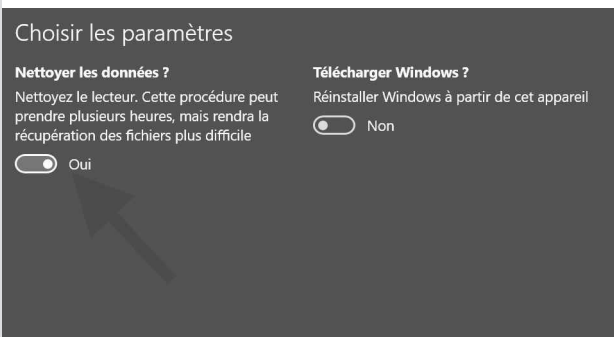 Choisir les paramètres
Nettoyer les données ?
Nettoyez le lecteur. Cette procédure peut
prendre plusieurs heures, mais rendra la
récupération des fichiers plus difficile
Oui
Télécharger Windows ?
Réinstaller Windows à partir de cet appareil
Non